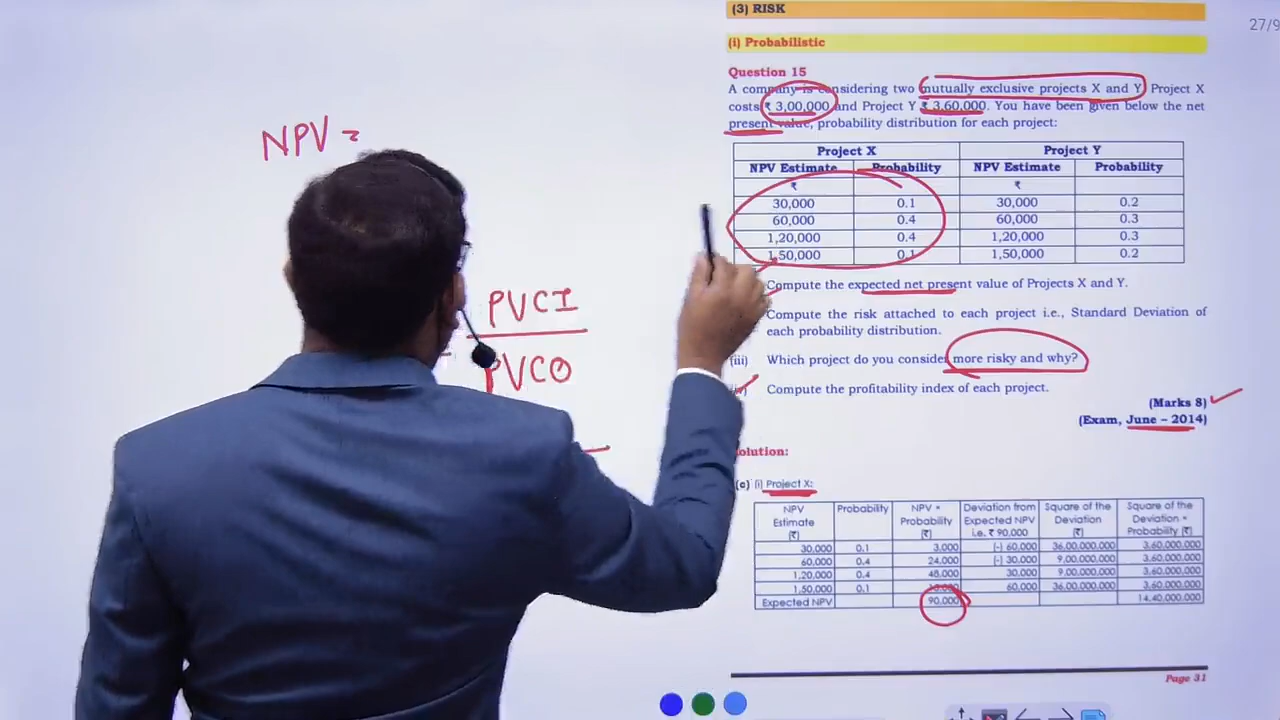 27/9
(3) RISK
(i) Probabilistic
Question 15
A company is considering two mutually exclusive projects X and Y. Project X
costs ₹ 3,00,000 and Project Y ₹ 3,60,000. You have been given below the net
present value, probability distribution for each project:
Project X Project Y
NPV Estimate Probability NPV Estimate Probability
₹ ₹
30,000 0.1 30,000 0.2
60,000 0.4 60,000 0.3
1,20,000 0.4 1,20,000 0.3
1,50,000 0.1 1,50,000 0.2
Compute the expected net present value of Projects X and Y.
Compute the risk attached to each project i.e., Standard Deviation of
each probability distribution.
(iii) Which project do you consider more risky and why?
Compute the profitability index of each project.
(Marks 8)
(Exam, June – 2014)
(c) (i) Project X:
NPV Estimate (₹) Probability NPV × Probability (₹) Deviation from Expected NPV i.e. ₹ 90,000 Square of the Deviation (₹) Square of the Deviation × Probability (₹)
30,000 0.1 3,000 (-) 60,000 36,00,000,000 3,60,000,000
60,000 0.4 24,000 (-) 30,000 9,00,000,000 3,60,000,000
1,20,000 0.4 48,000 30,000 9,00,000,000 3,60,000,000
1,50,000 0.1 60,000 36,00,000,000 3,60,000,000
Expected NPV 90,000 14,40,000,000
Page 31
NPV =
PVCI
PVCO